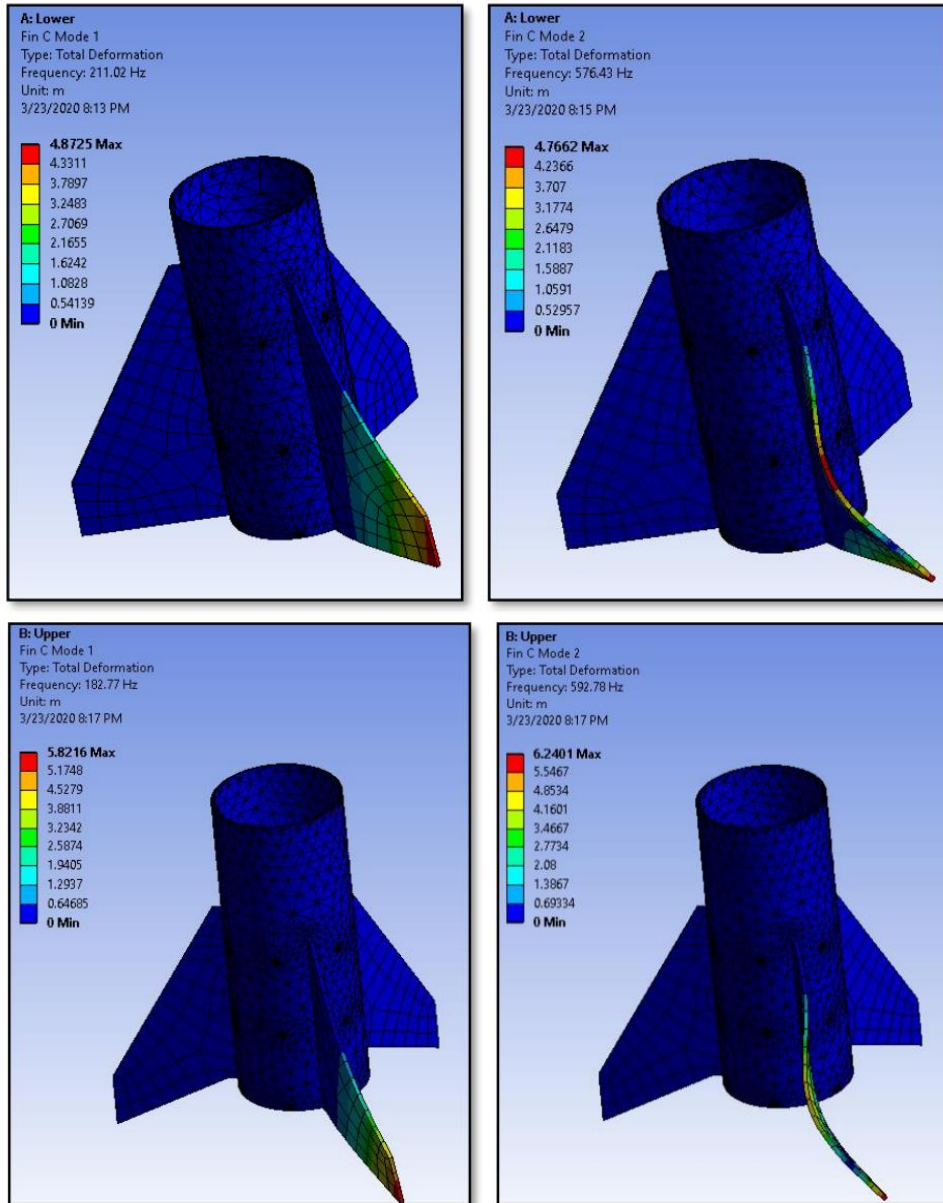 A: Lower
Fin C Mode 1
Type: Total Deformation
Frequency: 211.02 Hz
Unit: m
3/23/2020 8:13 PM
4.8725 Max
4.3311
3.7897
3.2483
2.7069
2.1655
1.6242
1.0828
0.54139
0 Min
A: Lower
Fin C Mode 2
Type: Total Deformation
Frequency: 576.43 Hz
Unit: m
3/23/2020 8:15 PM
4.7662 Max
4.2366
3.707
3.1774
2.6479
2.1183
1.5887
1.0591
0.52957
0 Min
B: Upper
Fin C Mode 1
Type: Total Deformation
Frequency: 182.77 Hz
Unit: m
3/23/2020 8:17 PM
5.8216 Max
5.1748
4.5279
3.8811
3.2342
2.5874
1.9405
1.2937
0.64685
0 Min
B: Upper
Fin C Mode 2
Type: Total Deformation
Frequency: 592.78 Hz
Unit: m
3/23/2020 8:17 PM
6.2401 Max
5.5467
4.8534
4.1601
3.4667
2.7734
2.08
1.3867
0.69334
0 Min